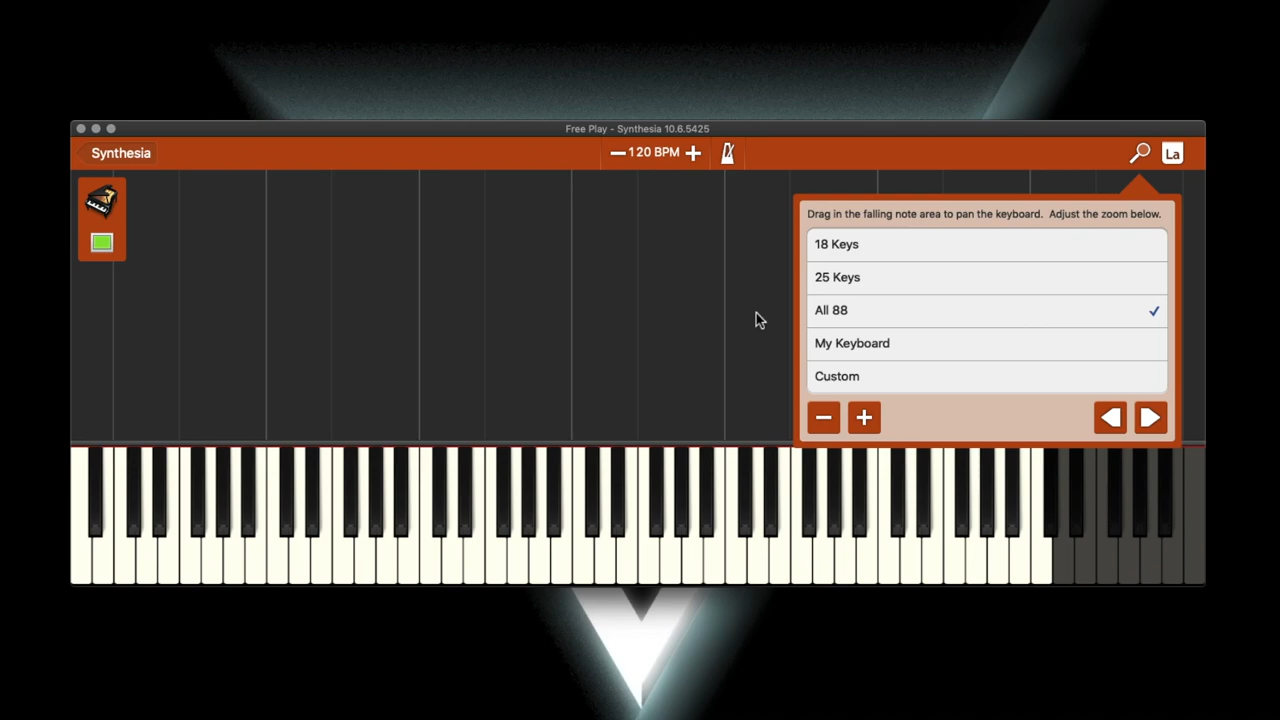 Free Play - Synthesia 10.6.5425
Synthesia
120 BPM
La
Drag in the falling note area to pan the keyboard. Adjust the zoom below.
18 Keys
25 Keys
All 88
My Keyboard
Custom